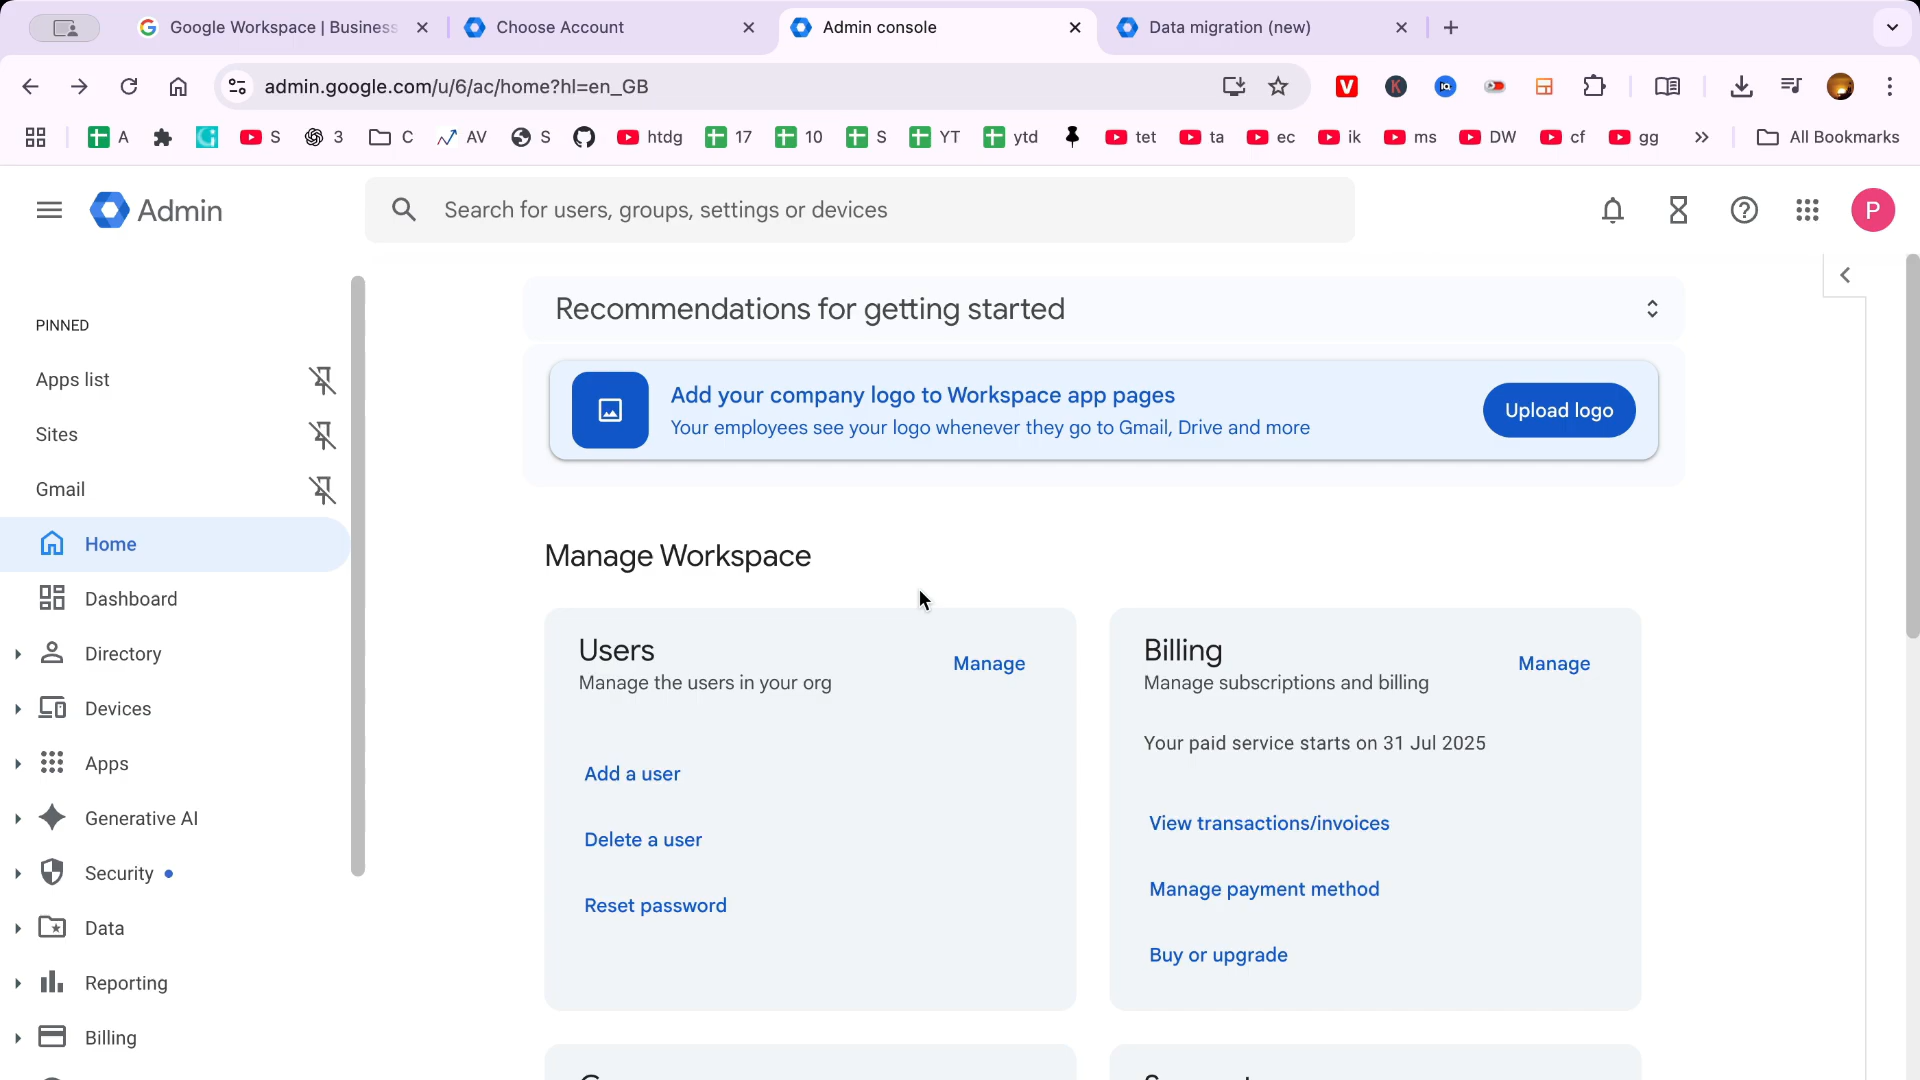 Google Workspace | Business
Choose Account
Admin console
Data migration (new)
admin.google.com/u/6/ac/home?hl=en_GB
A
S
3
C
AV
S
htdg
17
10
S
YT
ytd
tet
ta
ec
ik
ms
DW
cf
gg
All Bookmarks
Admin
Search for users, groups, settings or devices
P
PINNED
Apps list
Sites
Gmail
Home
Dashboard
Directory
Devices
Apps
Generative AI
Security
Data
Reporting
Billing
Recommendations for getting started
Add your company logo to Workspace app pages
Your employees see your logo whenever they go to Gmail, Drive and more
Upload logo
Manage Workspace
Users
Manage the users in your org
Manage
Add a user
Delete a user
Reset password
Billing
Manage subscriptions and billing
Manage
Your paid service starts on 31 Jul 2025
View transactions/invoices
Manage payment method
Buy or upgrade